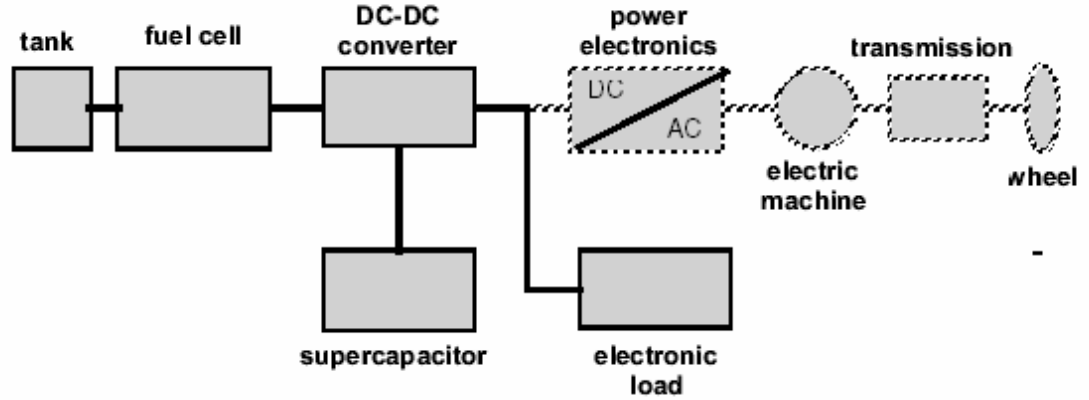 tank
fuel cell
DC-DC
converter
power
electronics
transmission
DC
AC
electric
machine
wheel
supercapacitor
electronic
load
-